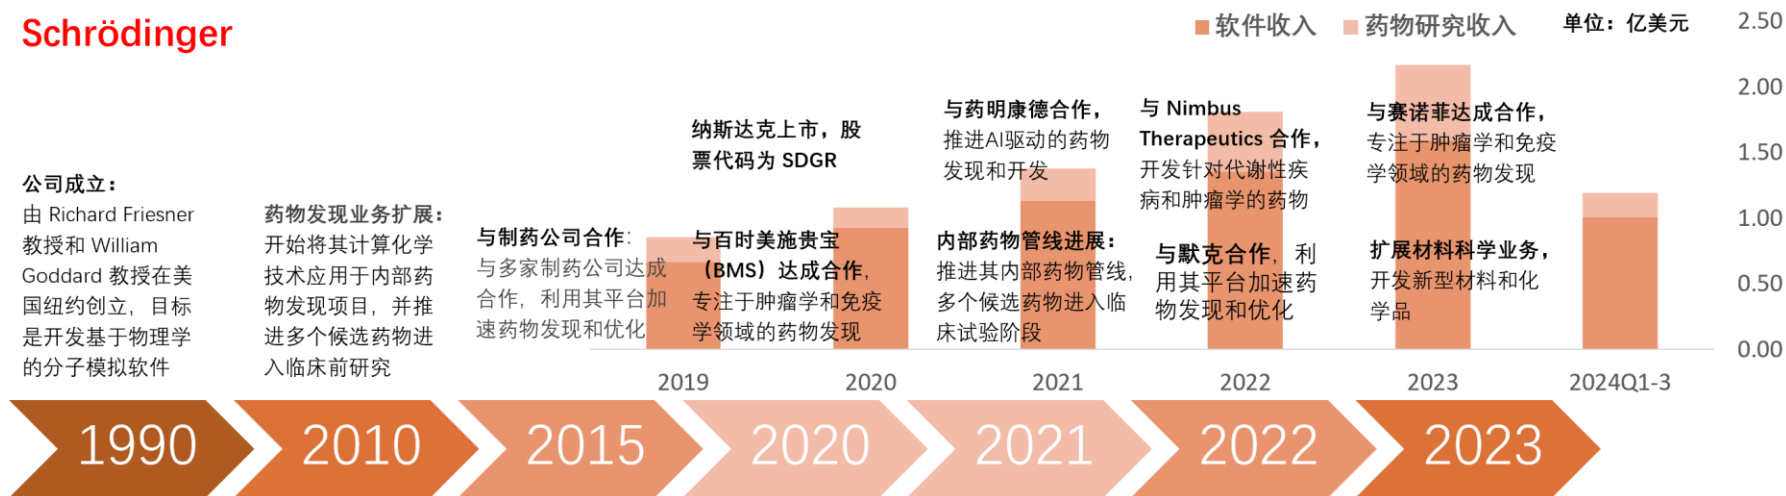 Schrödinger
软件收入 药物研究收入 单位：亿美元
公司成立：
由 Richard Friesner
教授和 William
Goddard 教授在美
国纽约创立，目标
是开发基于物理学
的分子模拟软件
药物发现业务扩展：
开始将其计算化学
技术应用于内部药
物发现项目，并推
进多个候选药物进
入临床前研究
与制药公司合作：
与多家制药公司达成
合作，利用其平台加
速药物发现和优化
纳斯达克上市，股
票代码为 SDGR
与百时美施贵宝
（BMS）达成合作，
专注于肿瘤学和免疫
学领域的药物发现
与药明康德合作，
推进AI驱动的药物
发现和开发
内部药物管线进展：
推进其内部药物管线，
多个候选药物进入临
床试验阶段
与 Nimbus
Therapeutics 合作，
开发针对代谢性疾
病和肿瘤学的药物
与默克合作，利
用其平台加速药
物发现和优化
与赛诺菲达成合作，
专注于肿瘤学和免疫
学领域的药物发现
扩展材料科学业务，
开发新型材料和化
学品
2.50
2.00
1.50
1.00
0.50
0.00
2019 2020 2021 2022 2023 2024Q1-3
1990 2010 2015 2020 2021 2022 2023